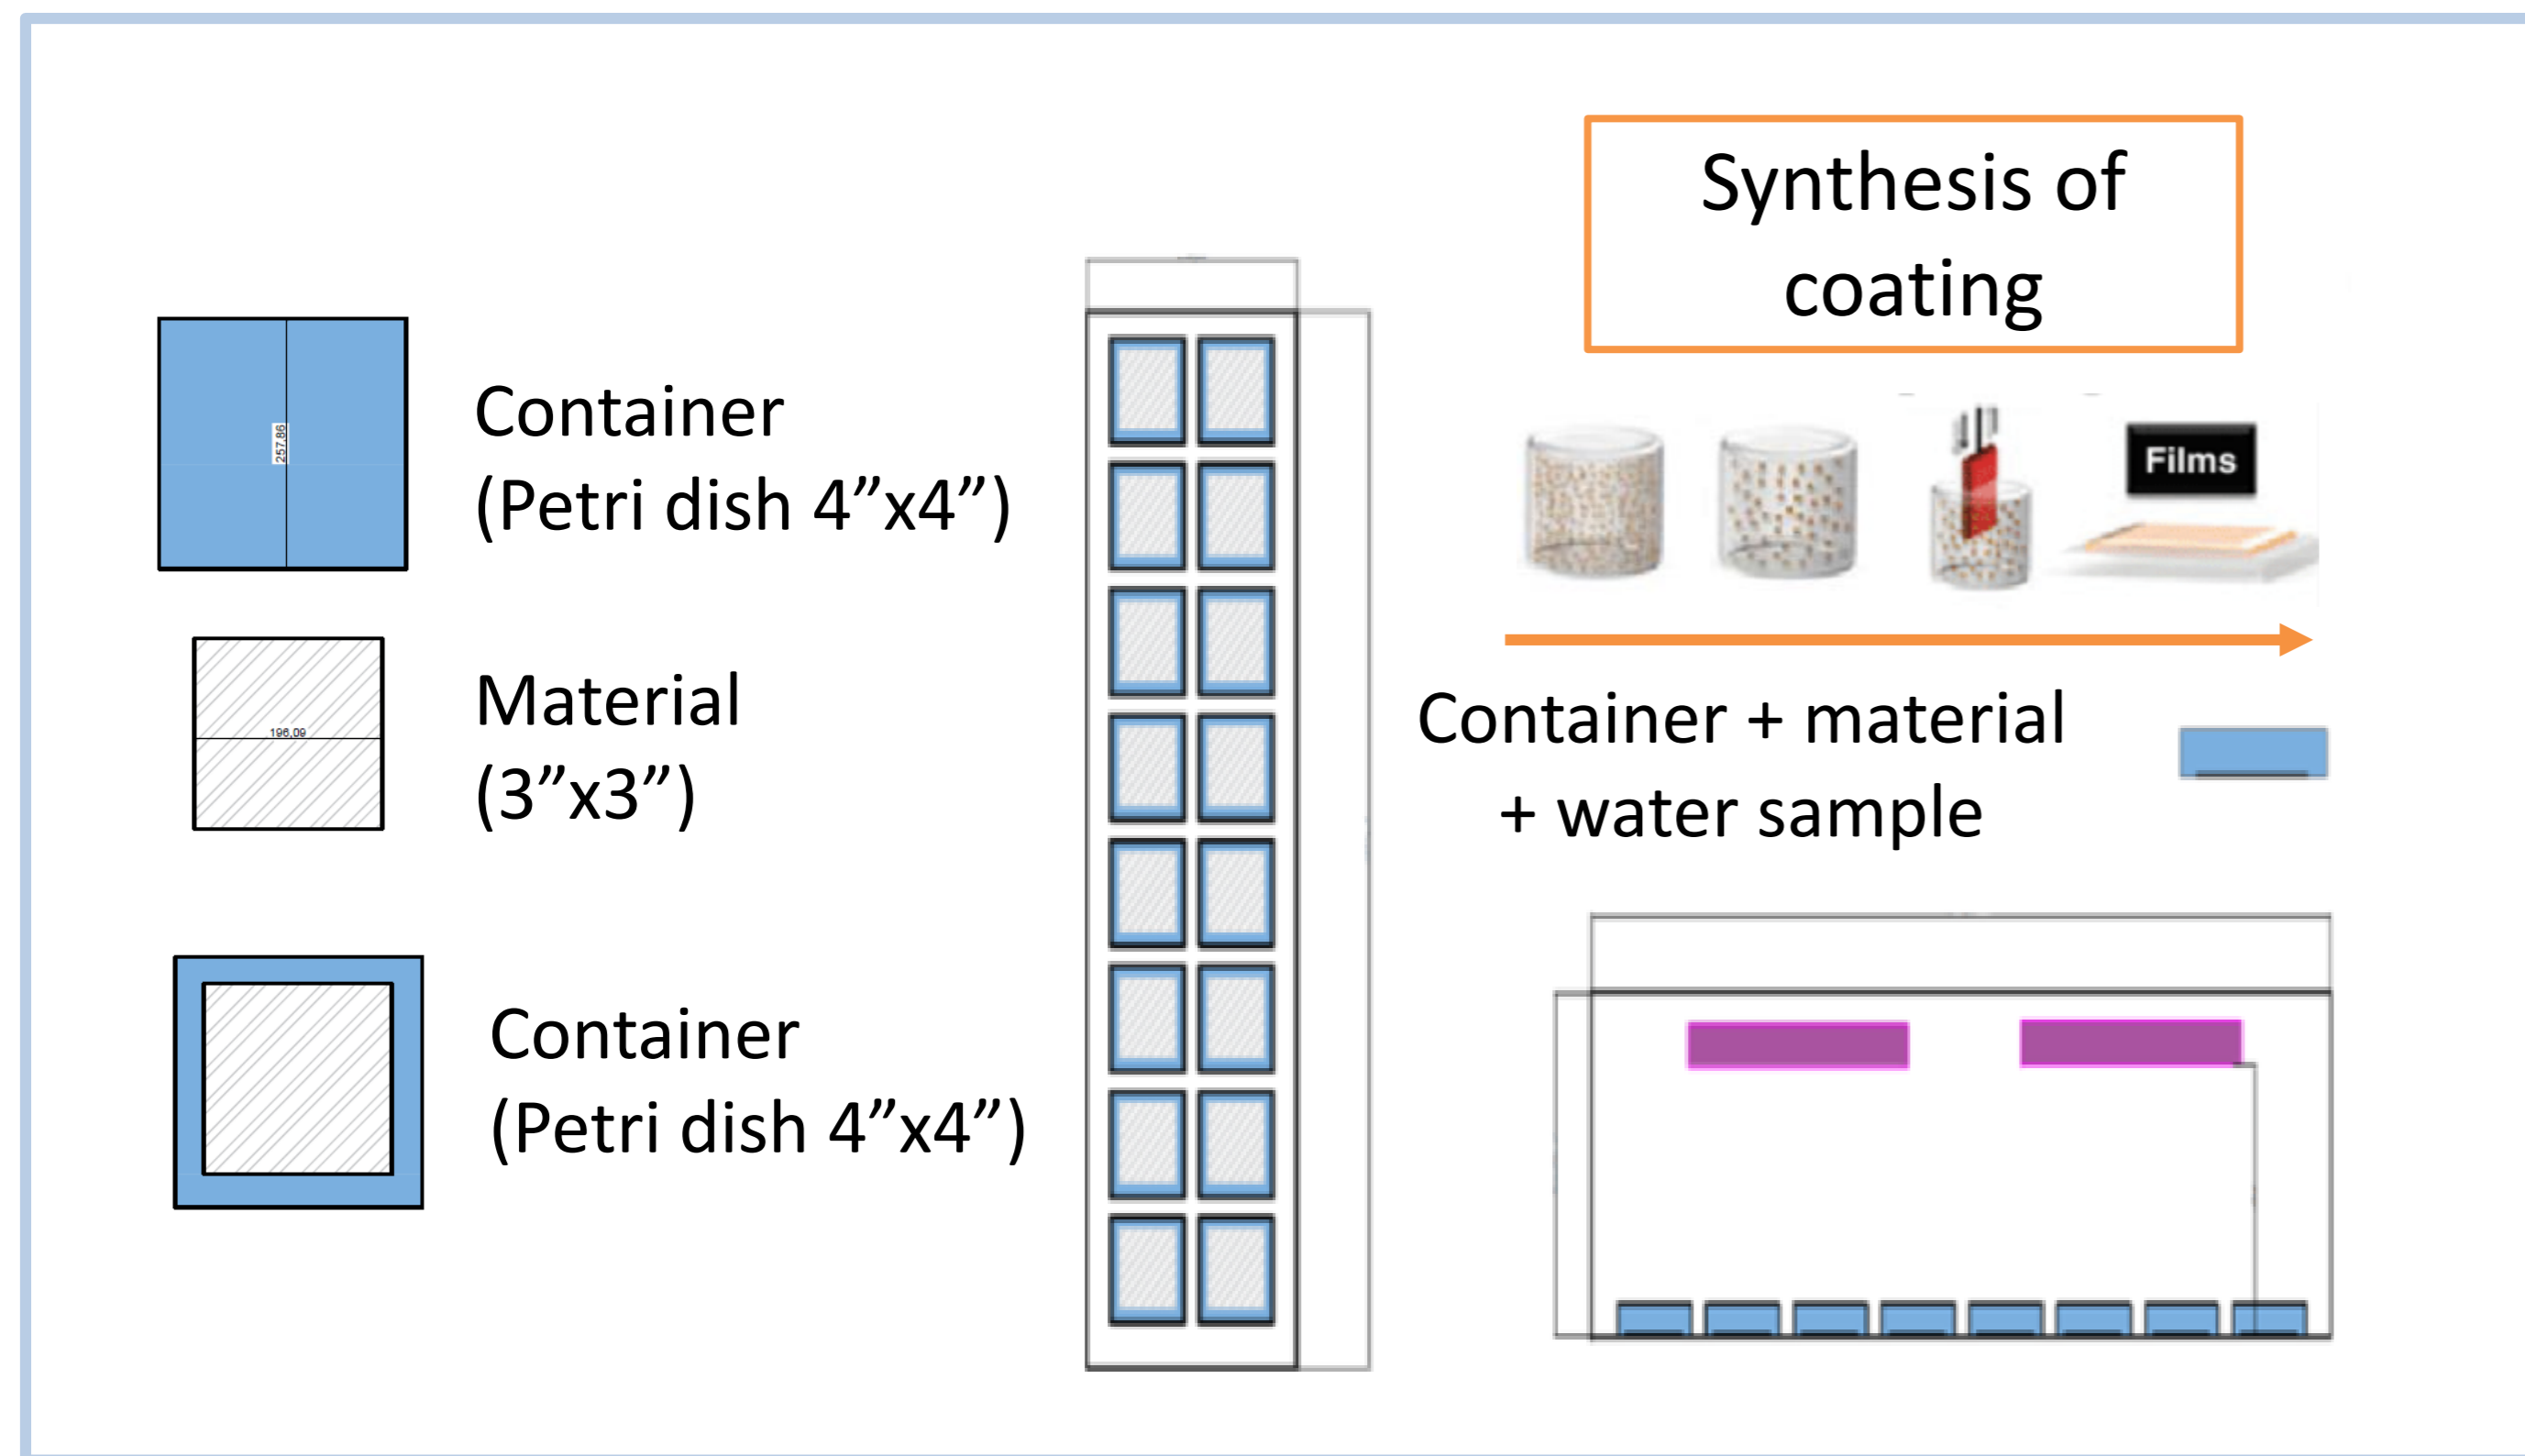 Synthesis of
coating
257,86
Container
(Petri dish 4”x4”)
Films
196,09
Material
(3”x3”)
Container + material
+ water sample
Container
(Petri dish 4”x4”)